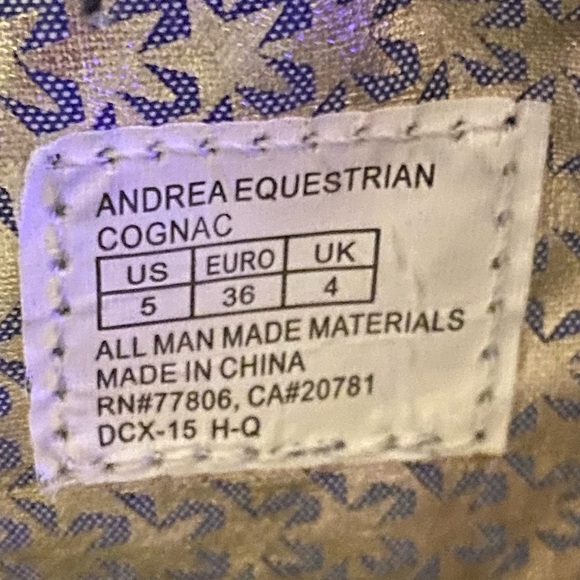 ANDREA EQUESTRIAN
COGNAC
US EURO UK
5 36 4
ALL MAN MADE MATERIALS
MADE IN CHINA
RN#77806, CA#20781
DCX-15 H-Q